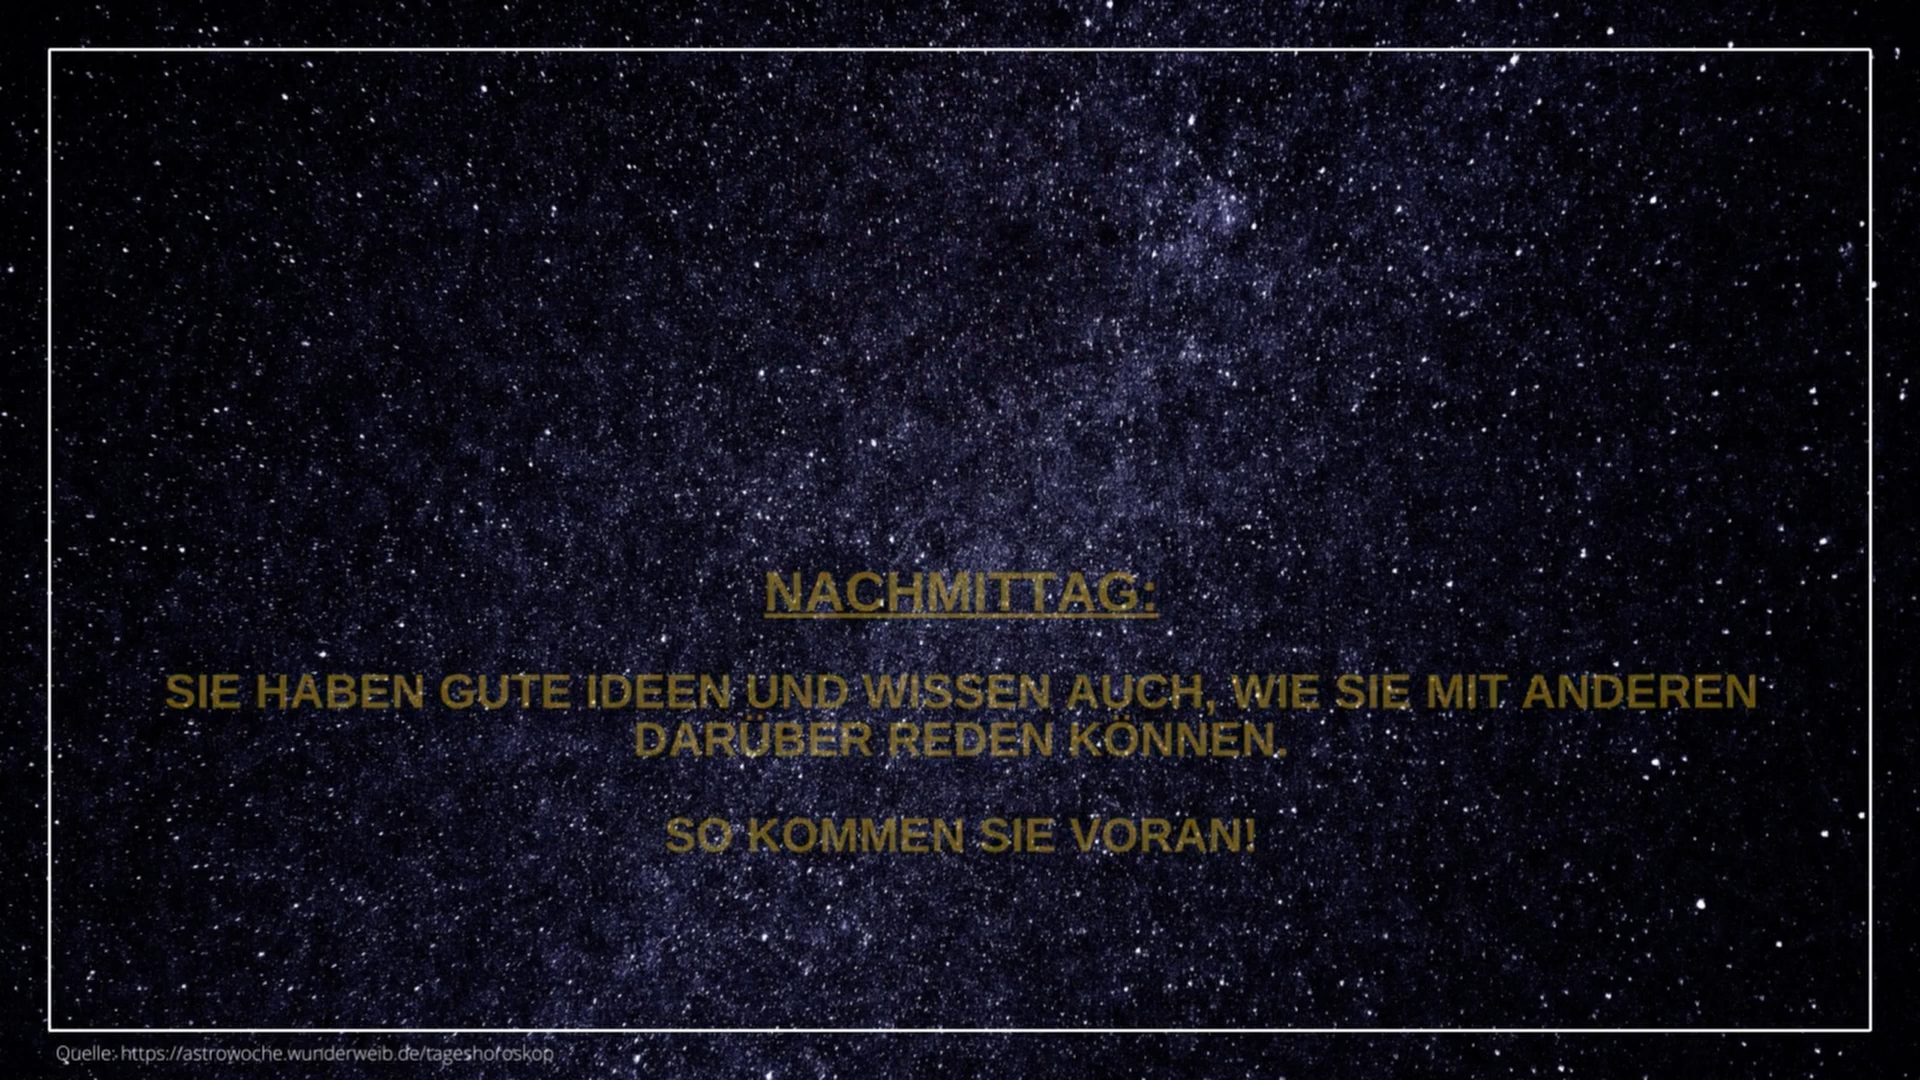 NACHMITTAG:
SIE HABEN GUTE IDEEN UND WISSEN AUCH, WIE SIE MIT ANDEREN
DARÜBER REDEN KÖNNEN.
SO KOMMEN SIE VORAN!
Quelle: https://astrowoche.wunderweib.de/tageshoroskop